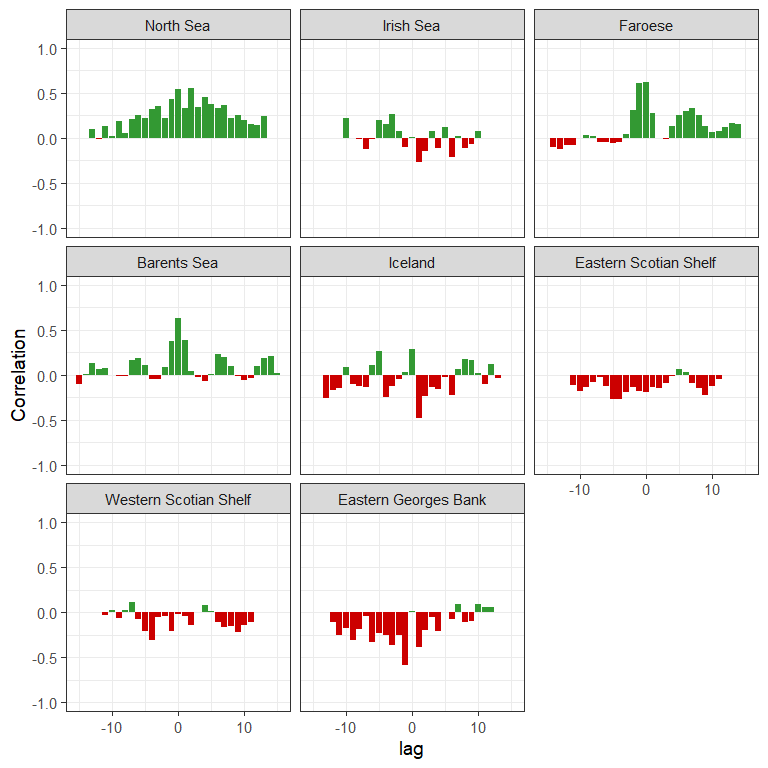 North Sea Irish Sea Faroese
1.0
0.5
0.0
-0.5
-1.0
Barents Sea Iceland Eastern Scotian Shelf
1.0
0.5
0.0
-0.5
-1.0
Correlation
-10 0 10
Western Scotian Shelf Eastern Georges Bank
1.0
0.5
0.0
-0.5
-1.0
-10 0 10 -10 0 10
lag